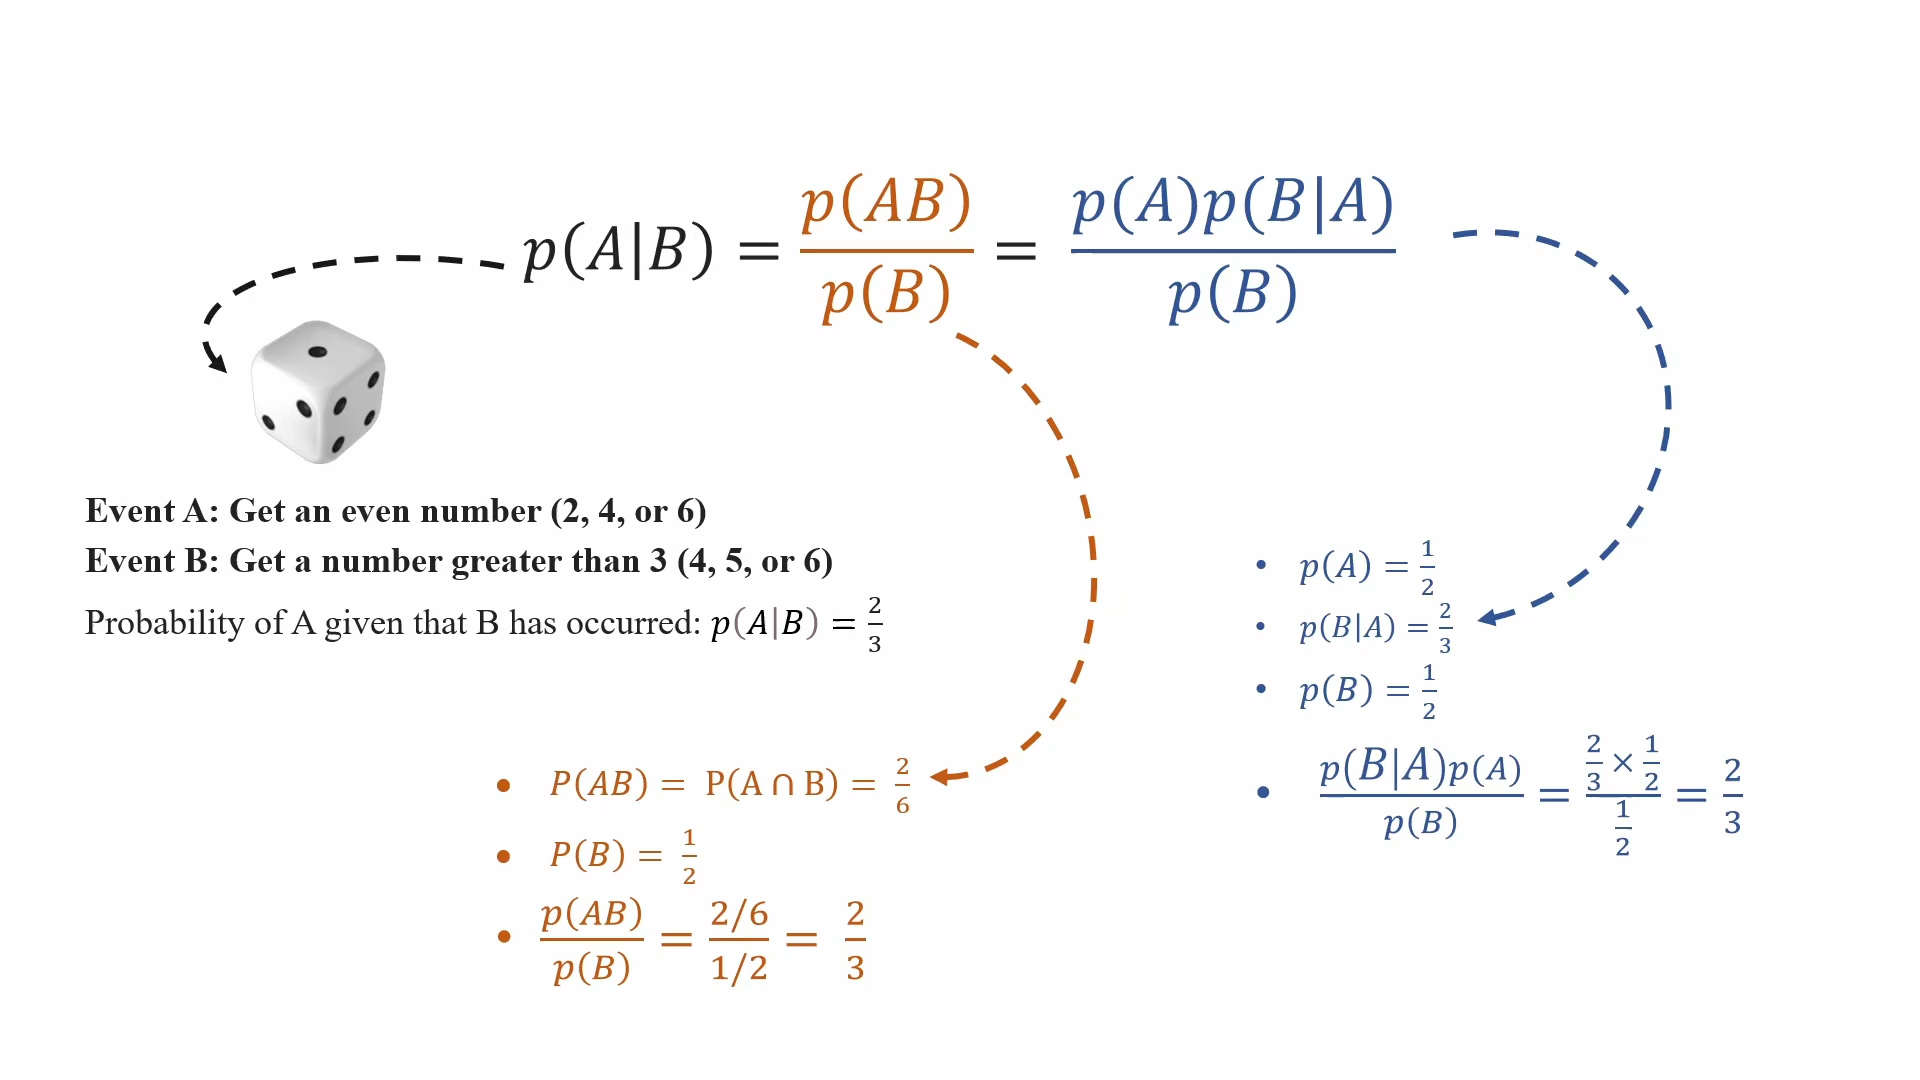 p(A|B) = p(AB)/p(B) = p(A)p(B|A)/p(B)
Event A: Get an even number (2, 4, or 6)
Event B: Get a number greater than 3 (4, 5, or 6)
Probability of A given that B has occurred: p(A|B) = 2/3
• P(AB) = P(A ∩ B) = 2/6
• P(B) = 1/2
• p(AB)/p(B) = (2/6)/(1/2) = 2/3
• p(A) = 1/2
• p(B|A) = 2/3
• p(B) = 1/2
• p(B|A)p(A)/p(B) = (2/3 × 1/2)/(1/2) = 2/3